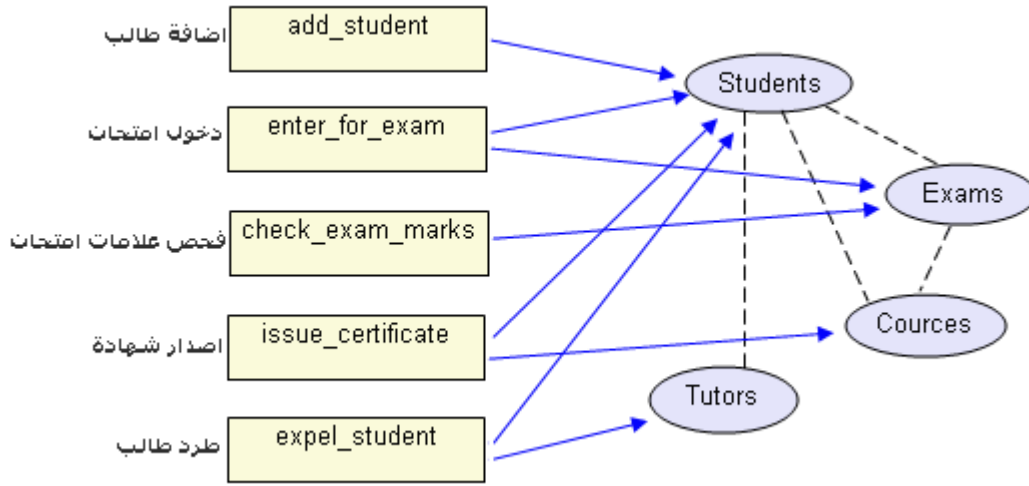 اضافة طالب
add_student
دخول امتحان
enter_for_exam
فحص علامات امتحان
check_exam_marks
اصدار شهادة
issue_certificate
طرد طالب
expel_student
Students
Exams
Cources
Tutors